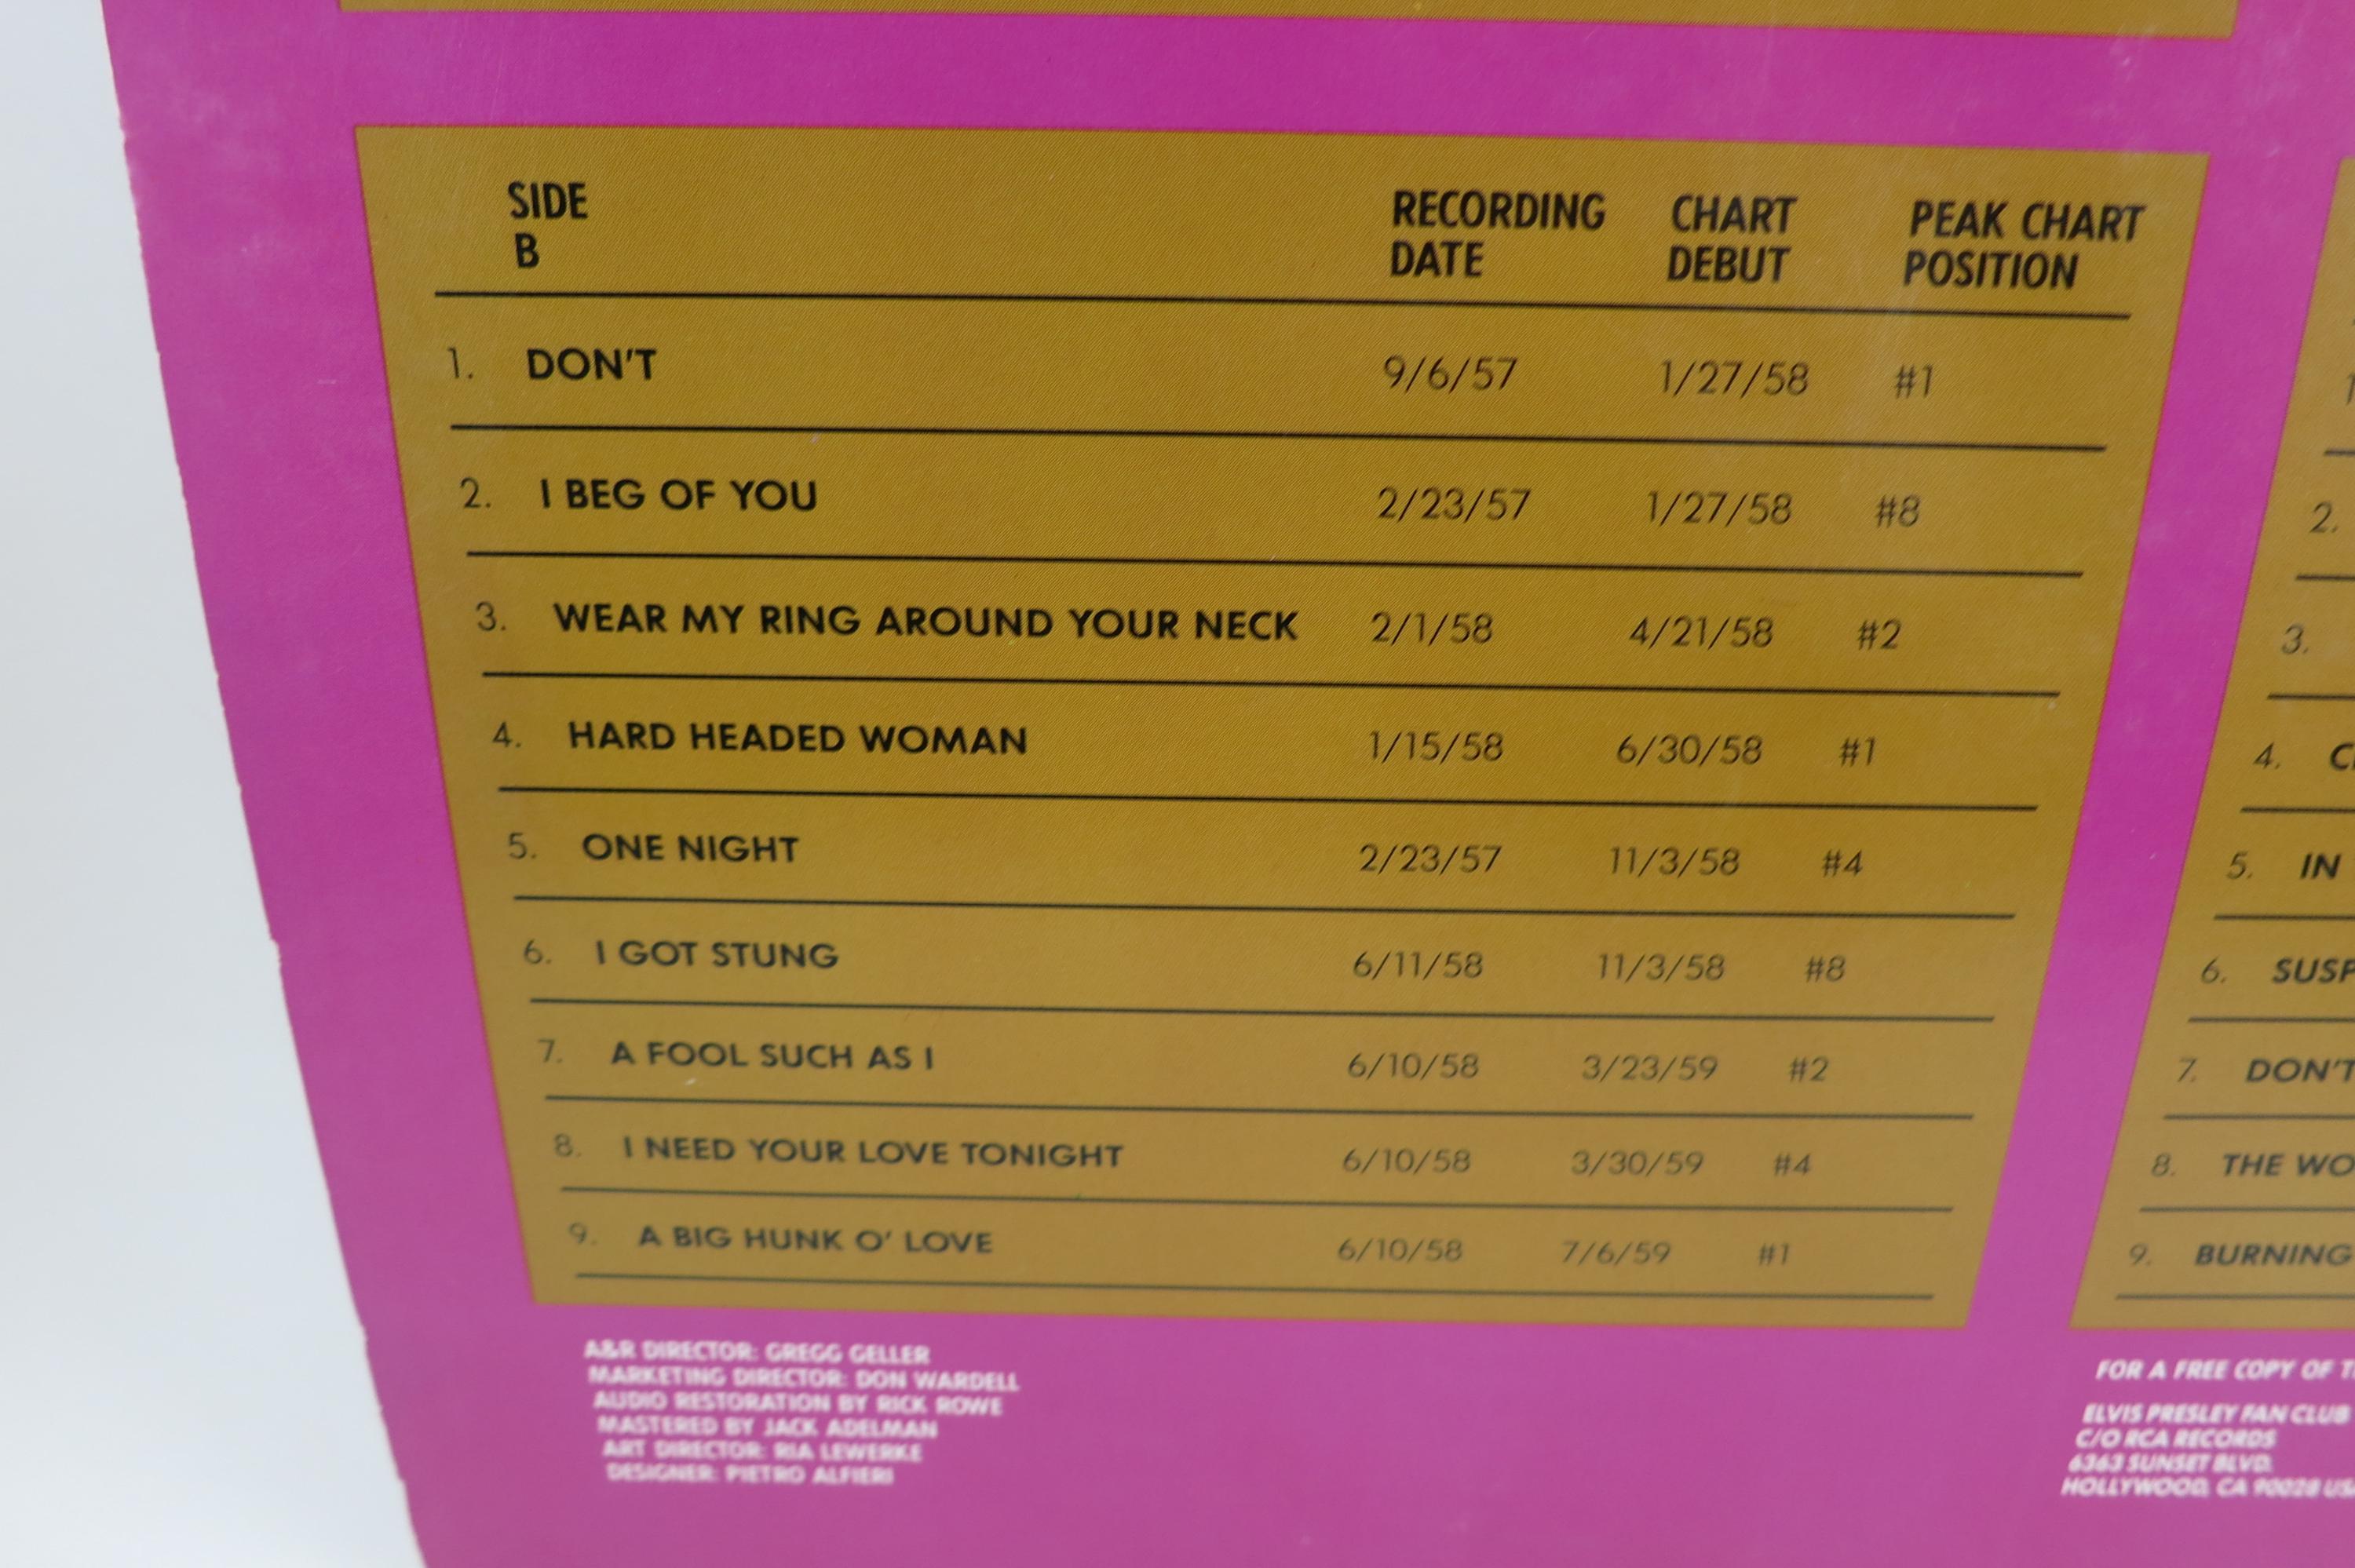 SIDE B RECORDING DATE CHART DEBUT PEAK CHART POSITION
1. DON'T 9/6/57 1/27/58 #1
2. I BEG OF YOU 2/23/57 1/27/58 #8
3. WEAR MY RING AROUND YOUR NECK 2/1/58 4/21/58 #2
4. HARD HEADED WOMAN 1/15/58 6/30/58 #1
5. ONE NIGHT 2/23/57 11/3/58 #4
6. I GOT STUNG 6/11/58 11/3/58 #8
7. A FOOL SUCH AS I 6/10/58 3/23/59 #2
8. I NEED YOUR LOVE TONIGHT 6/10/58 3/30/59 #4
9. A BIG HUNK O' LOVE 6/10/58 7/6/59 #1
A&R DIRECTOR: GREGG GELLER
MARKETING DIRECTOR: DON WARDELL
AUDIO RESTORATION BY RICK ROWE
MASTERED BY JACK ADELMAN
ART DIRECTOR: RIA LEWERKE
DESIGNER: PIETRO ALFIERI
2.
3.
4.
5. IN
6.
7. DON'T
8. THE
9. BURNING
FOR A FREE COPY OF
ELVIS PRESLEY FAN CLUB
C/O RCA RECORDS
6363 SUNSET BLVD.
HOLLYWOOD, CA 90028